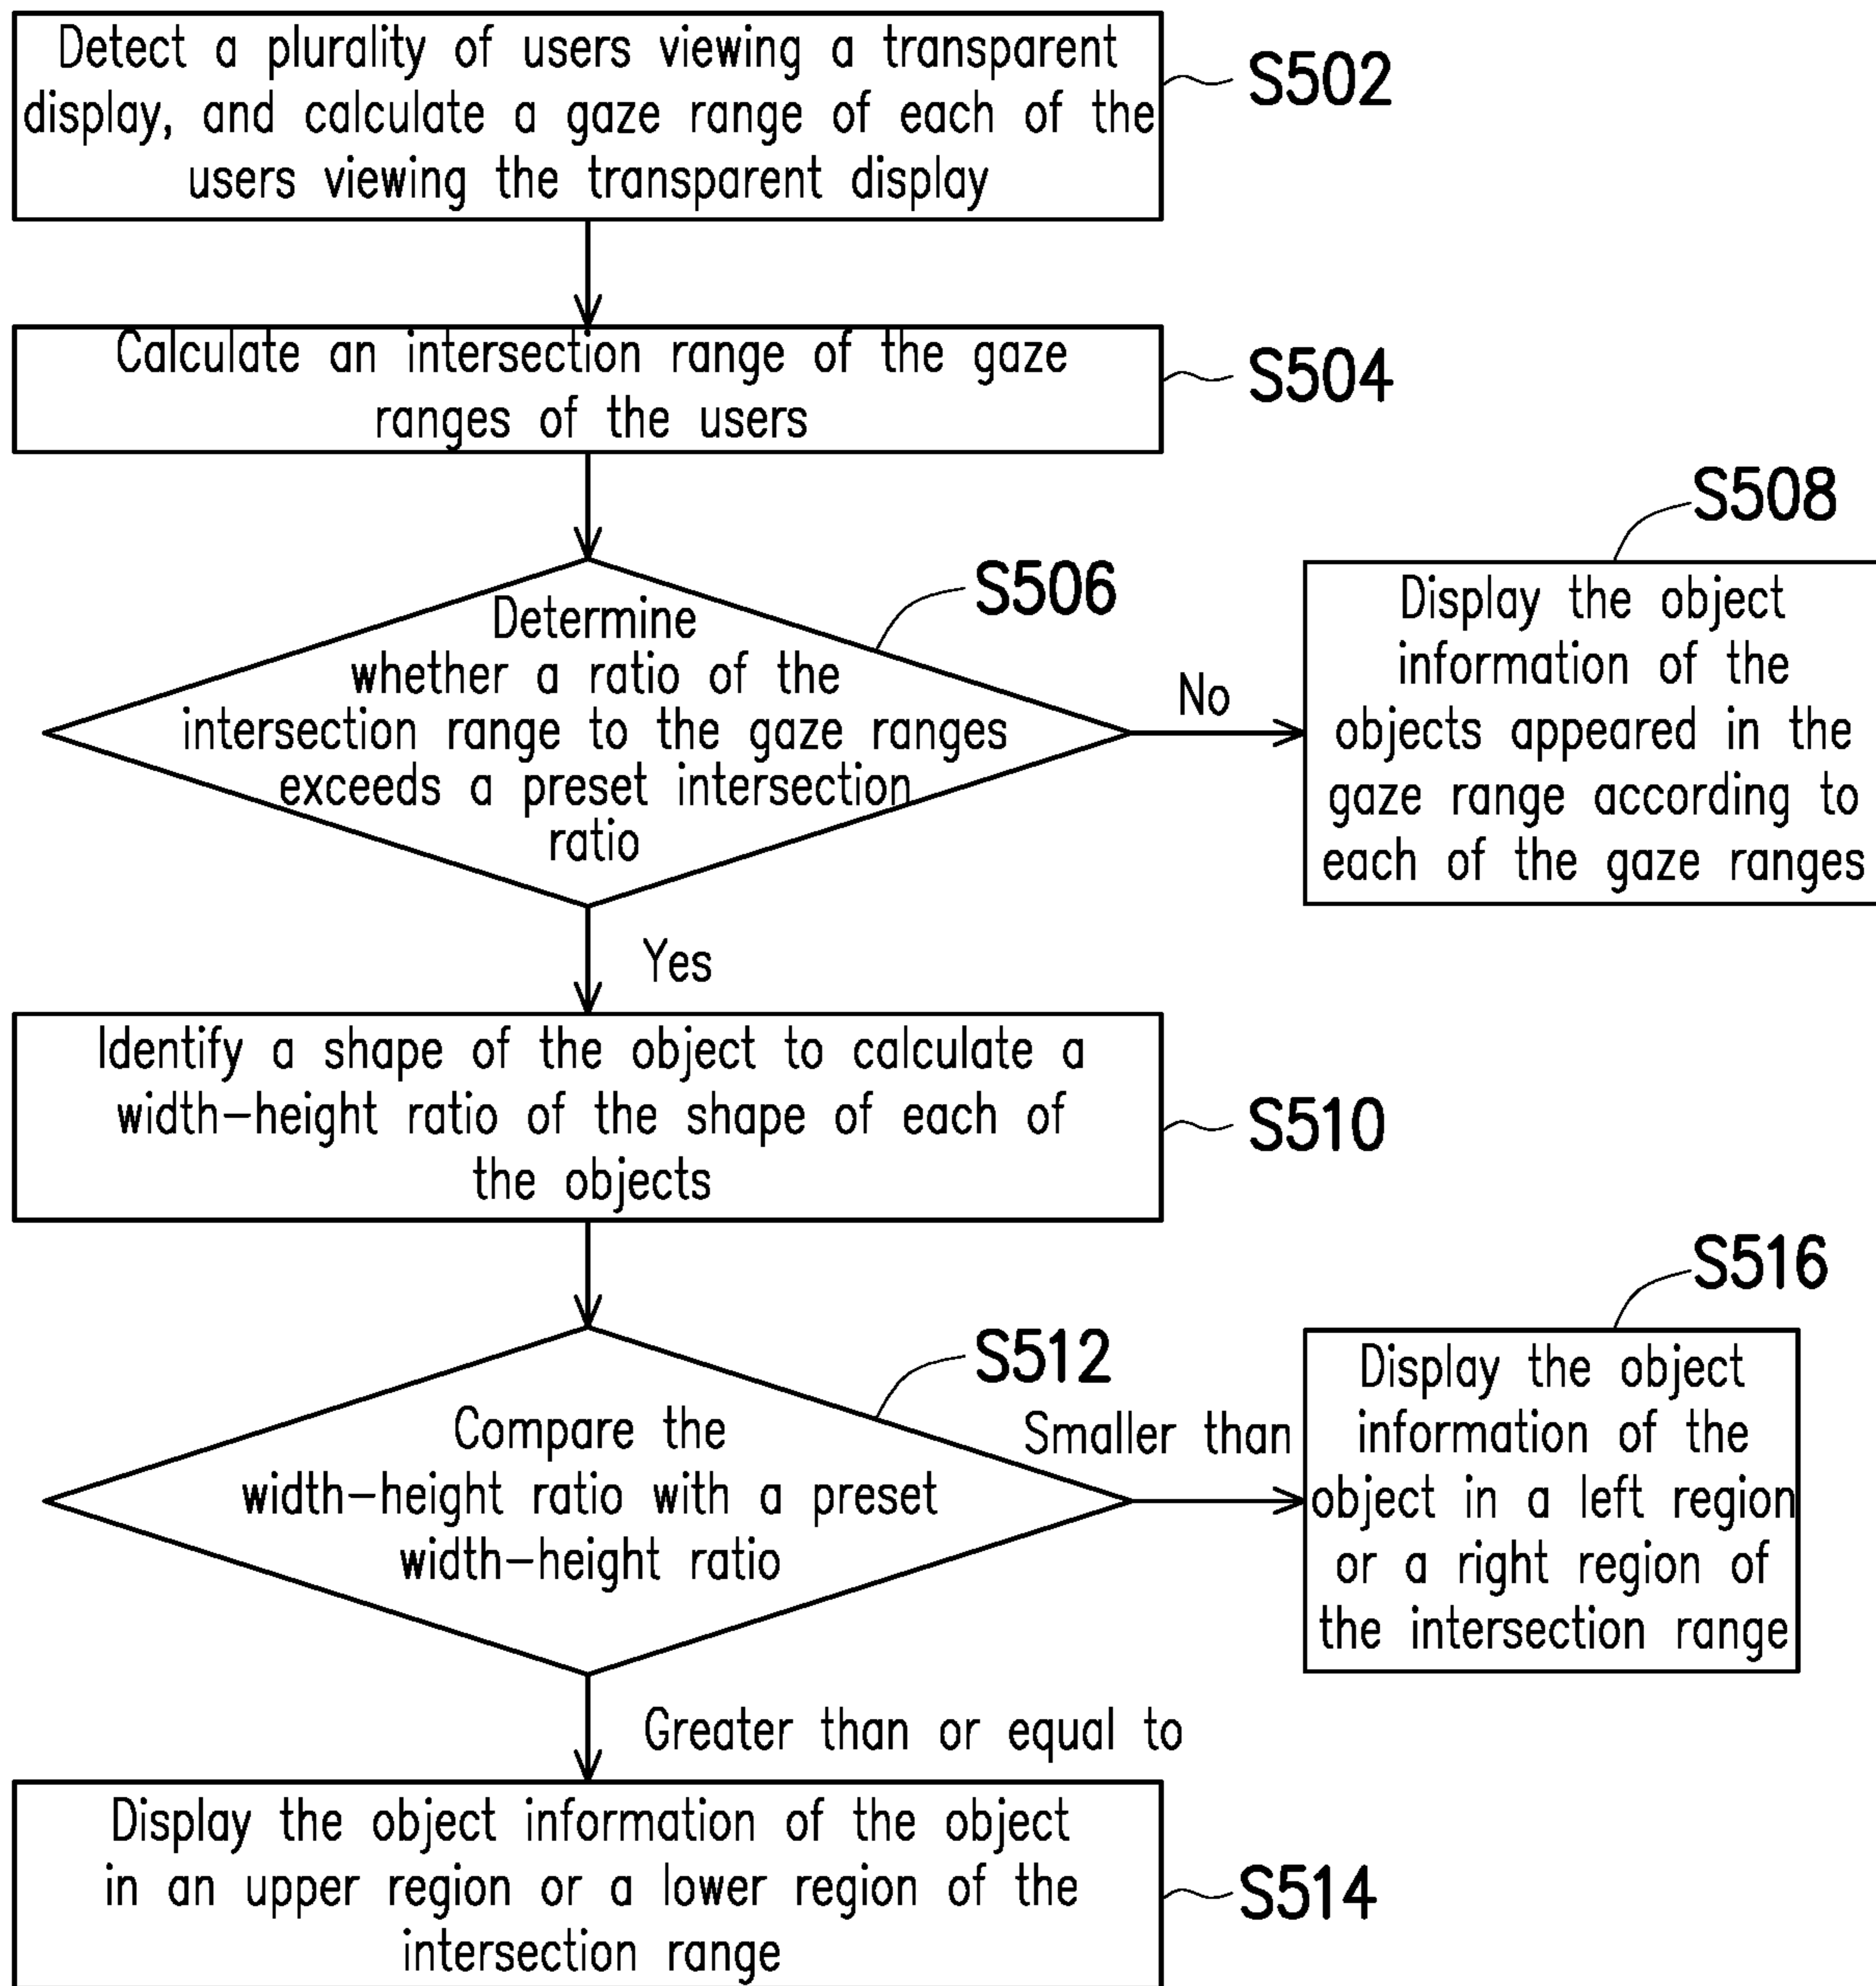 Detect a plurality of users viewing a transparent
display, and calculate a gaze range of each of the
users viewing the transparent display
S502
Calculate an intersection range of the gaze
ranges of the users
S504
Determine
whether a ratio of the
intersection range to the gaze ranges
exceeds a preset intersection
ratio
S506
No
S508
Display the object
information of the
objects appeared in the
gaze range according to
each of the gaze ranges
Yes
Identify a shape of the object to calculate a
width-height ratio of the shape of each of
the objects
S510
Compare the
width-height ratio with a preset
width-height ratio
S512
Smaller than
S516
Display the object
information of the
object in a left region
or a right region of
the intersection range
Greater than or equal to
Display the object information of the object
in an upper region or a lower region of the
intersection range
S514